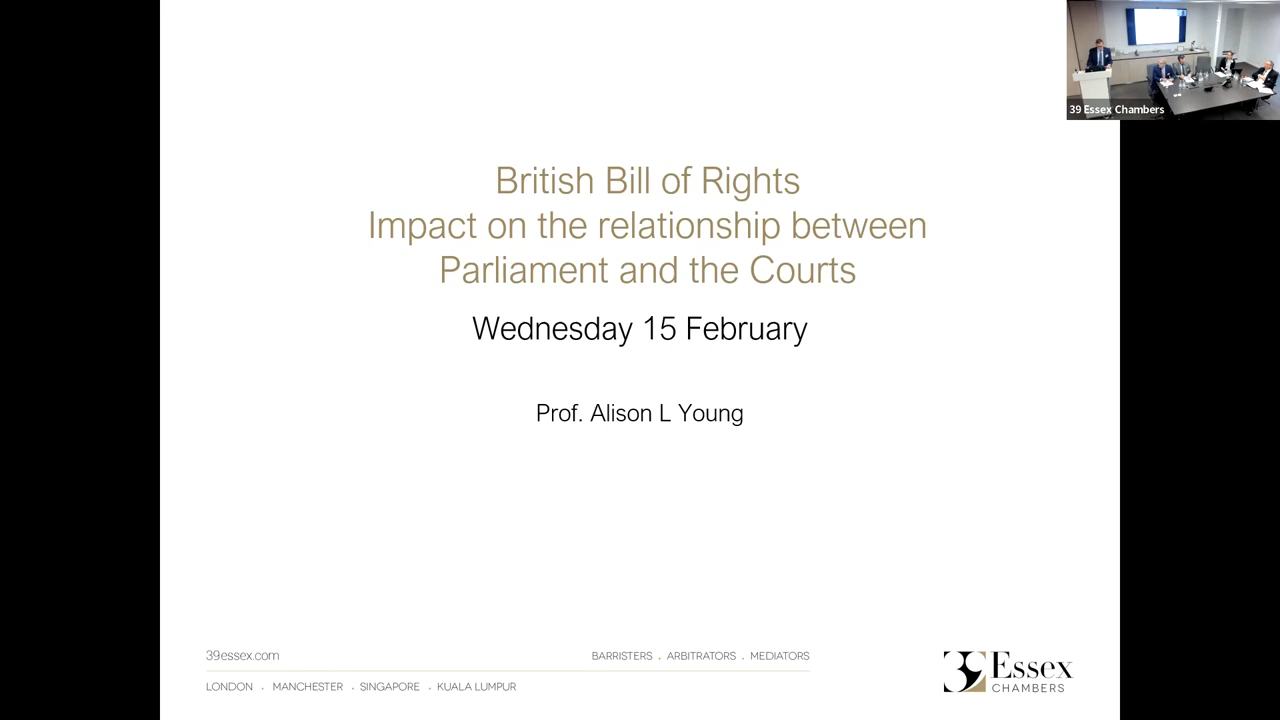 39 Essex Chambers
British Bill of Rights
Impact on the relationship between
Parliament and the Courts
Wednesday 15 February
Prof. Alison L Young
39essex.com
BARRISTERS . ARBITRATORS . MEDIATORS
LONDON . MANCHESTER . SINGAPORE . KUALA LUMPUR
39 Essex
CHAMBERS